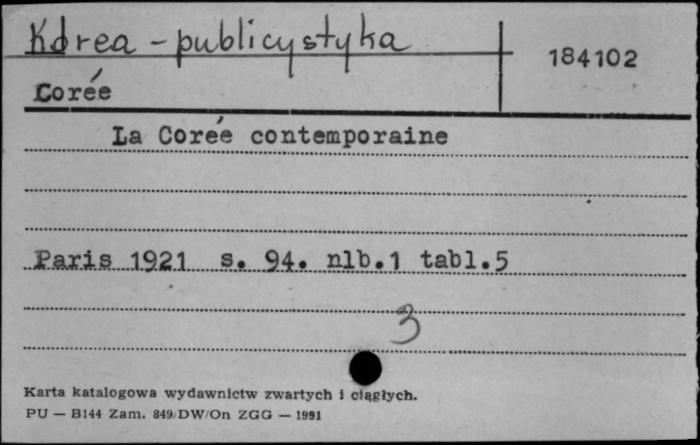 Korea - publicystyka
184102
Corée
La Corée contemporaine
Paris 1921 s. 94. nlb.1 tabl.5
3
Karta katalogowa wydawnictw zwartych i ciągłych.
PU — B144 Zam. 849/DW/On ZGG — 1991